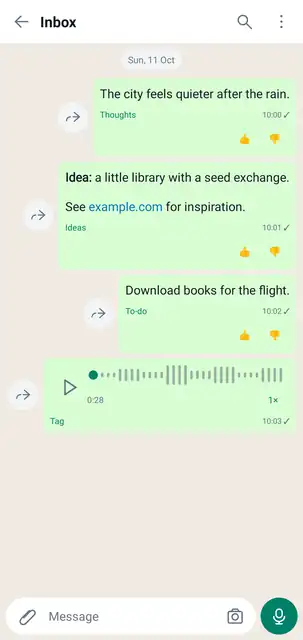 Inbox
Sun, 11 Oct
The city feels quieter after the rain.
Thoughts
10:00
Idea: a little library with a seed exchange.
See example.com for inspiration.
Ideas
10:01
Download books for the flight.
To-do
10:02
0:28
1×
Tag
10:03
Message